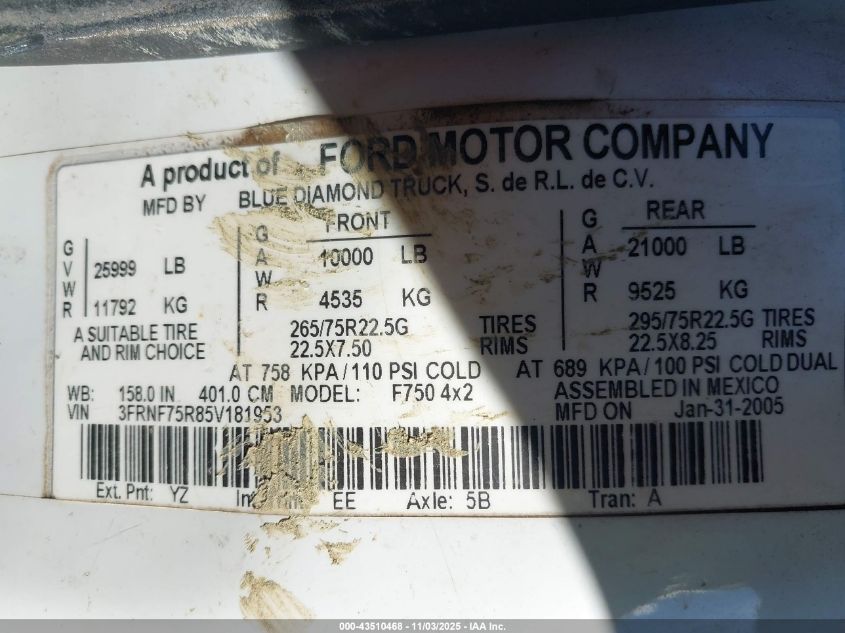 A product of FORD MOTOR COMPANY
MFD BY BLUE DIAMOND TRUCK, S. de R.L. de C.V.
GVWR 25999 LB
11792 KG
GAWR FRONT
10000 LB
4535 KG
GAWR REAR
21000 LB
9525 KG
A SUITABLE TIRE AND RIM CHOICE
265/75R22.5G TIRES
22.5X7.50 RIMS
295/75R22.5G TIRES
22.5X8.25 RIMS
AT 758 KPA/110 PSI COLD AT 689 KPA/100 PSI COLD DUAL
WB: 158.0 IN 401.0 CM MODEL: F750 4x2 ASSEMBLED IN MEXICO
VIN 3FRNF75R85V181953 MFD ON Jan-31-2005
Ext. Pnt: YZ EE Axle: 5B Tran: A
000-43510468 - 11/03/2025 - IAA Inc.